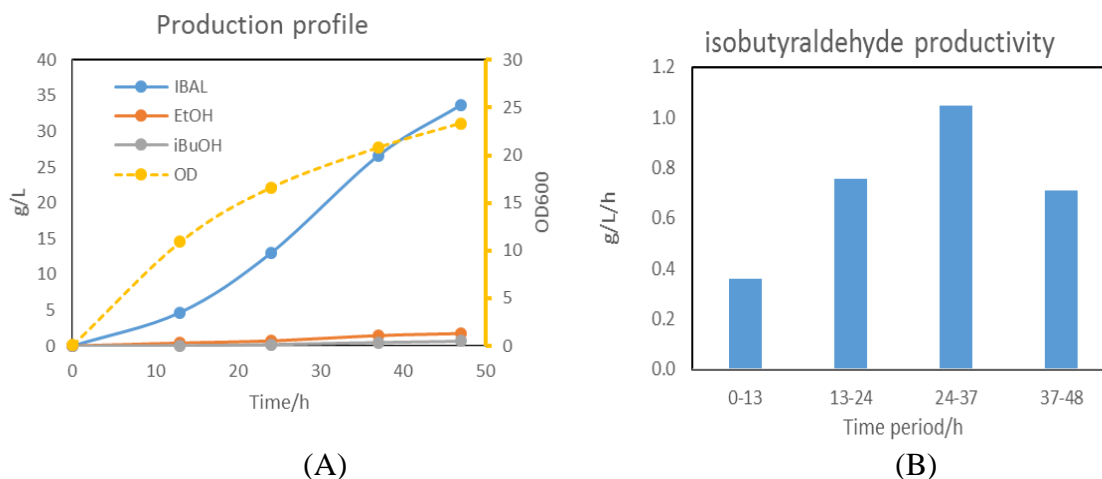 Production profile
40
35
30
25
20
15
10
5
0
g/L
IBAL
EtOH
iBuOH
OD
30
25
20
15
10
5
0
OD600
0 10 20 30 40 50
Time/h
(A)
isobutyraldehyde productivity
1.2
1.0
0.8
0.6
0.4
0.2
0.0
g/L/h
0-13 13-24 24-37 37-48
Time period/h
(B)